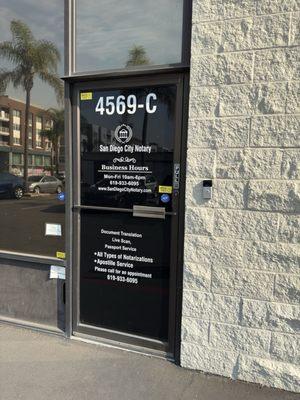 4569-C
San Diego City Notary
Business Hours
Mon-Fri 10am-6pm
619-933-6095
www.SanDiegoCityNotary.com
Document Translation
Live Scan,
Passport Service
•All Types of Notarizations
•Apostille Service
Please call for an appointment
619-933-6095